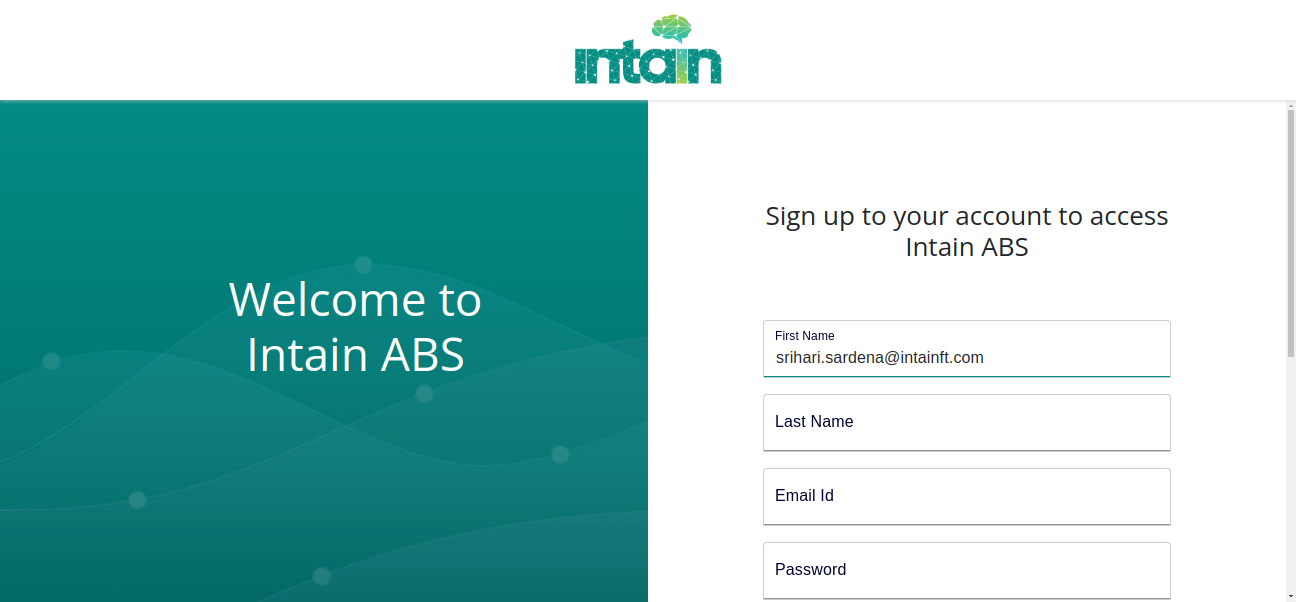 intain
Welcome to
Intain ABS
Sign up to your account to access
Intain ABS
First Name
srihari.sardena@intainft.com
Last Name
Email Id
Password